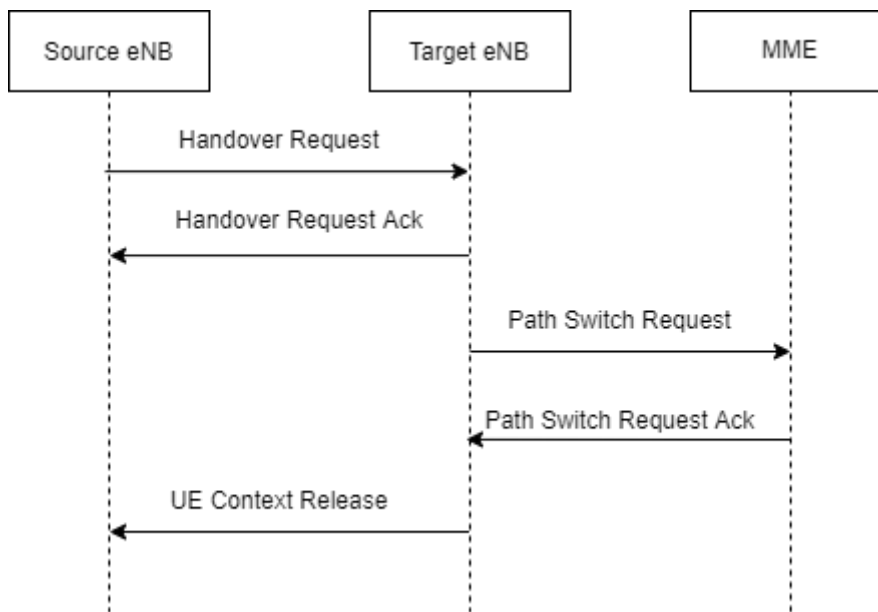 Source eNB
Target eNB
MME
Handover Request
Handover Request Ack
Path Switch Request
Path Switch Request Ack
UE Context Release